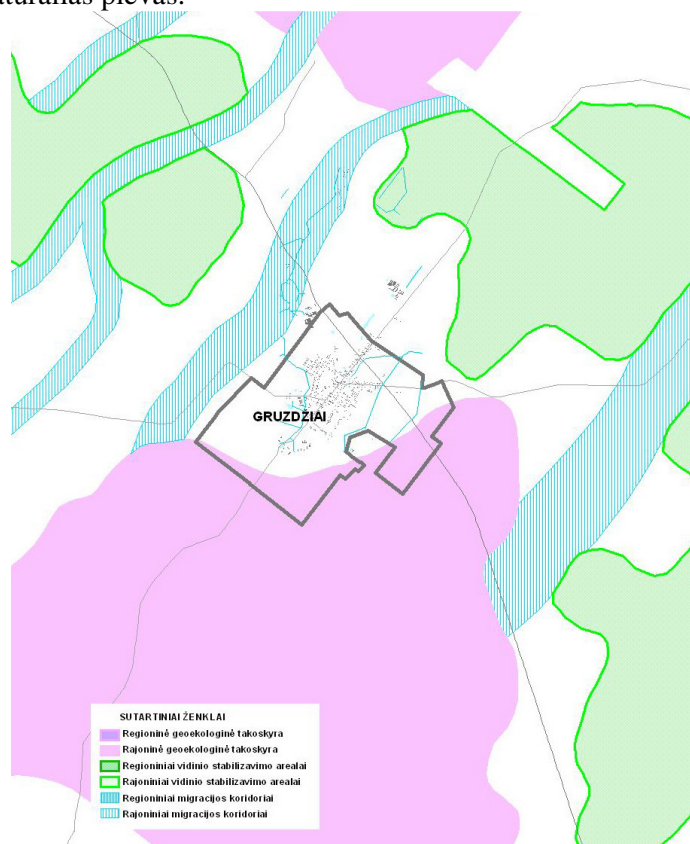 pievas.
GRUZDŽIAI
SUTARTINIAI ŽENKLAI
Regioninė geoekologinė takoskyra
Rajoninė geoekologinė takoskyra
Regioniniai vidinio stabilizavimo arealai
Rajoniniai vidinio stabilizavimo arealai
Regioniniai migracijos koridoriai
Rajoniniai migracijos koridoriai